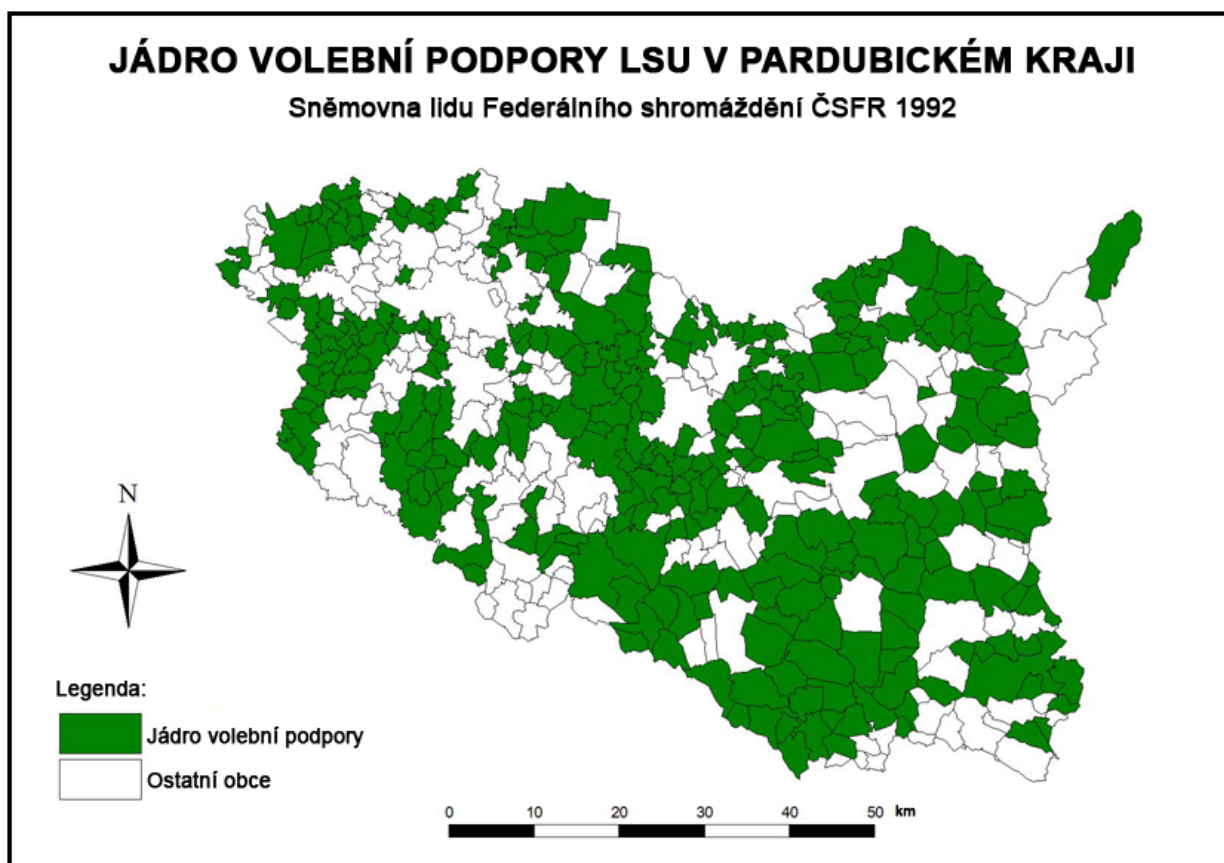 JÁDRO VOLEBNÍ PODPORY LSU V PARDUBICKÉM KRAJI
Sněmovna lidu Federálního shromáždění ČSFR 1992
N
Legenda:
Jádro volební podpory
Ostatní obce
0 10 20 30 40 50 km